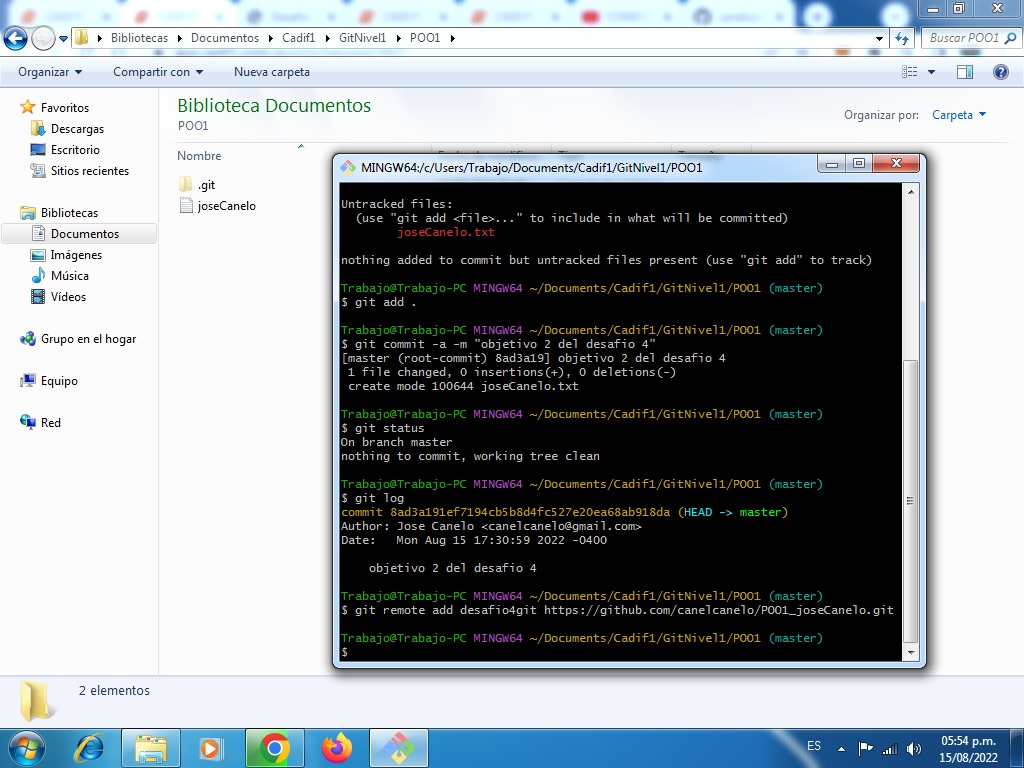 Bibliotecas Documentos Cadif1 GitNivel1 POO1
Buscar POO1
Organizar Compartir con Nueva carpeta
Favoritos
Descargas
Escritorio
Sitios recientes
Bibliotecas
Documentos
Imágenes
Música
Vídeos
Grupo en el hogar
Equipo
Red
Biblioteca Documentos
POO1
Organizar por: Carpeta
Nombre
.git
joseCanelo
MINGW64:/c/Users/Trabajo/Documents/Cadif1/GitNivel1/POO1
Untracked files:
(use "git add <file>..." to include in what will be committed)
joseCanelo.txt
nothing added to commit but untracked files present (use "git add" to track)
Trabajo@Trabajo-PC MINGW64 ~/Documents/Cadif1/GitNivel1/POO1 (master)
$ git add .
Trabajo@Trabajo-PC MINGW64 ~/Documents/Cadif1/GitNivel1/POO1 (master)
$ git commit -a -m "objetivo 2 del desafio 4"
[master (root-commit) 8ad3a19] objetivo 2 del desafio 4
1 file changed, 0 insertions(+), 0 deletions(-)
create mode 100644 joseCanelo.txt
Trabajo@Trabajo-PC MINGW64 ~/Documents/Cadif1/GitNivel1/POO1 (master)
$ git status
On branch master
nothing to commit, working tree clean
Trabajo@Trabajo-PC MINGW64 ~/Documents/Cadif1/GitNivel1/POO1 (master)
$ git log
commit 8ad3a191ef7194cb5b8d4fc527e20ea68ab918da (HEAD -> master)
Author: Jose Canelo <canelcanelo@gmail.com>
Date: Mon Aug 15 17:30:59 2022 -0400
objetivo 2 del desafio 4
Trabajo@Trabajo-PC MINGW64 ~/Documents/Cadif1/GitNivel1/POO1 (master)
$ git remote add desafio4git https://github.com/canelcanelo/POO1_joseCanelo.git
Trabajo@Trabajo-PC MINGW64 ~/Documents/Cadif1/GitNivel1/POO1 (master)
$
2 elementos
ES
05:54 p.m.
15/08/2022